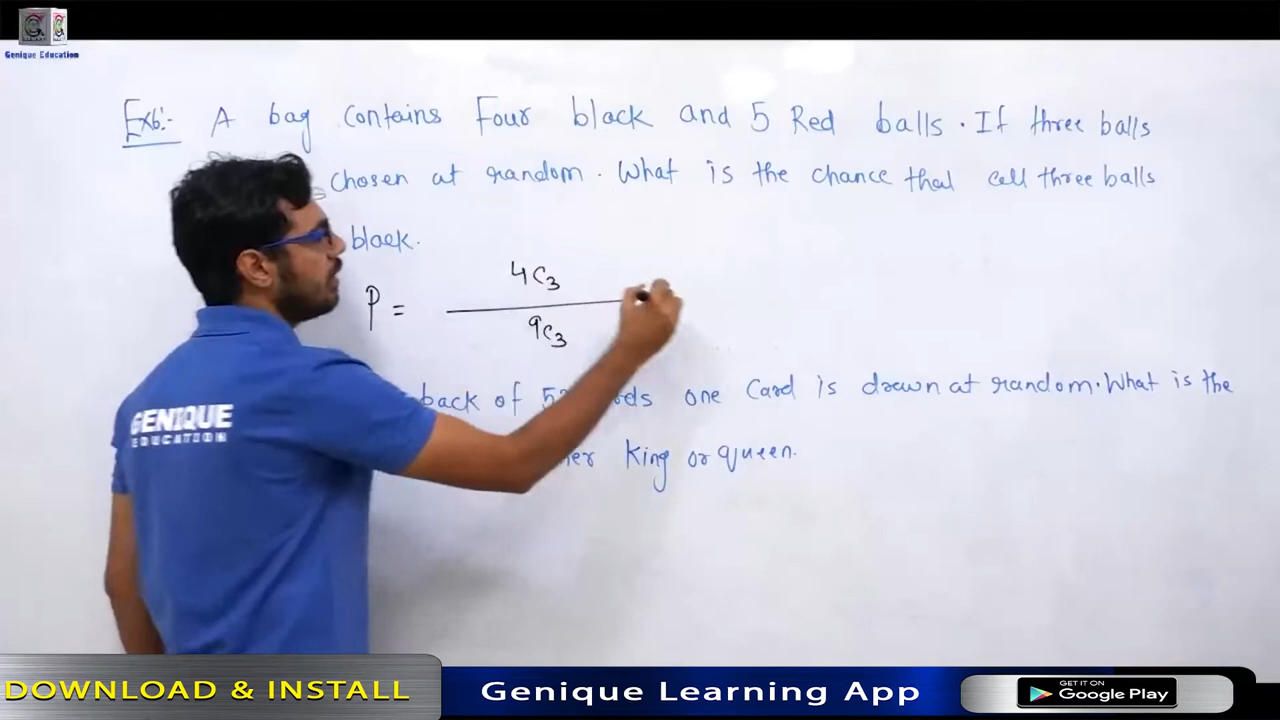 Genique Education
Ex6:- A bag contains Four black and 5 Red balls. If three balls
chosen at random. What is the chance that all three balls
black.
P = 4C3
9C3
back of 52 one Card is drawn at random. What is the
King or queen.
GENIQUE
EDUCATION
DOWNLOAD & INSTALL Genique Learning App GET IT ON Google Play